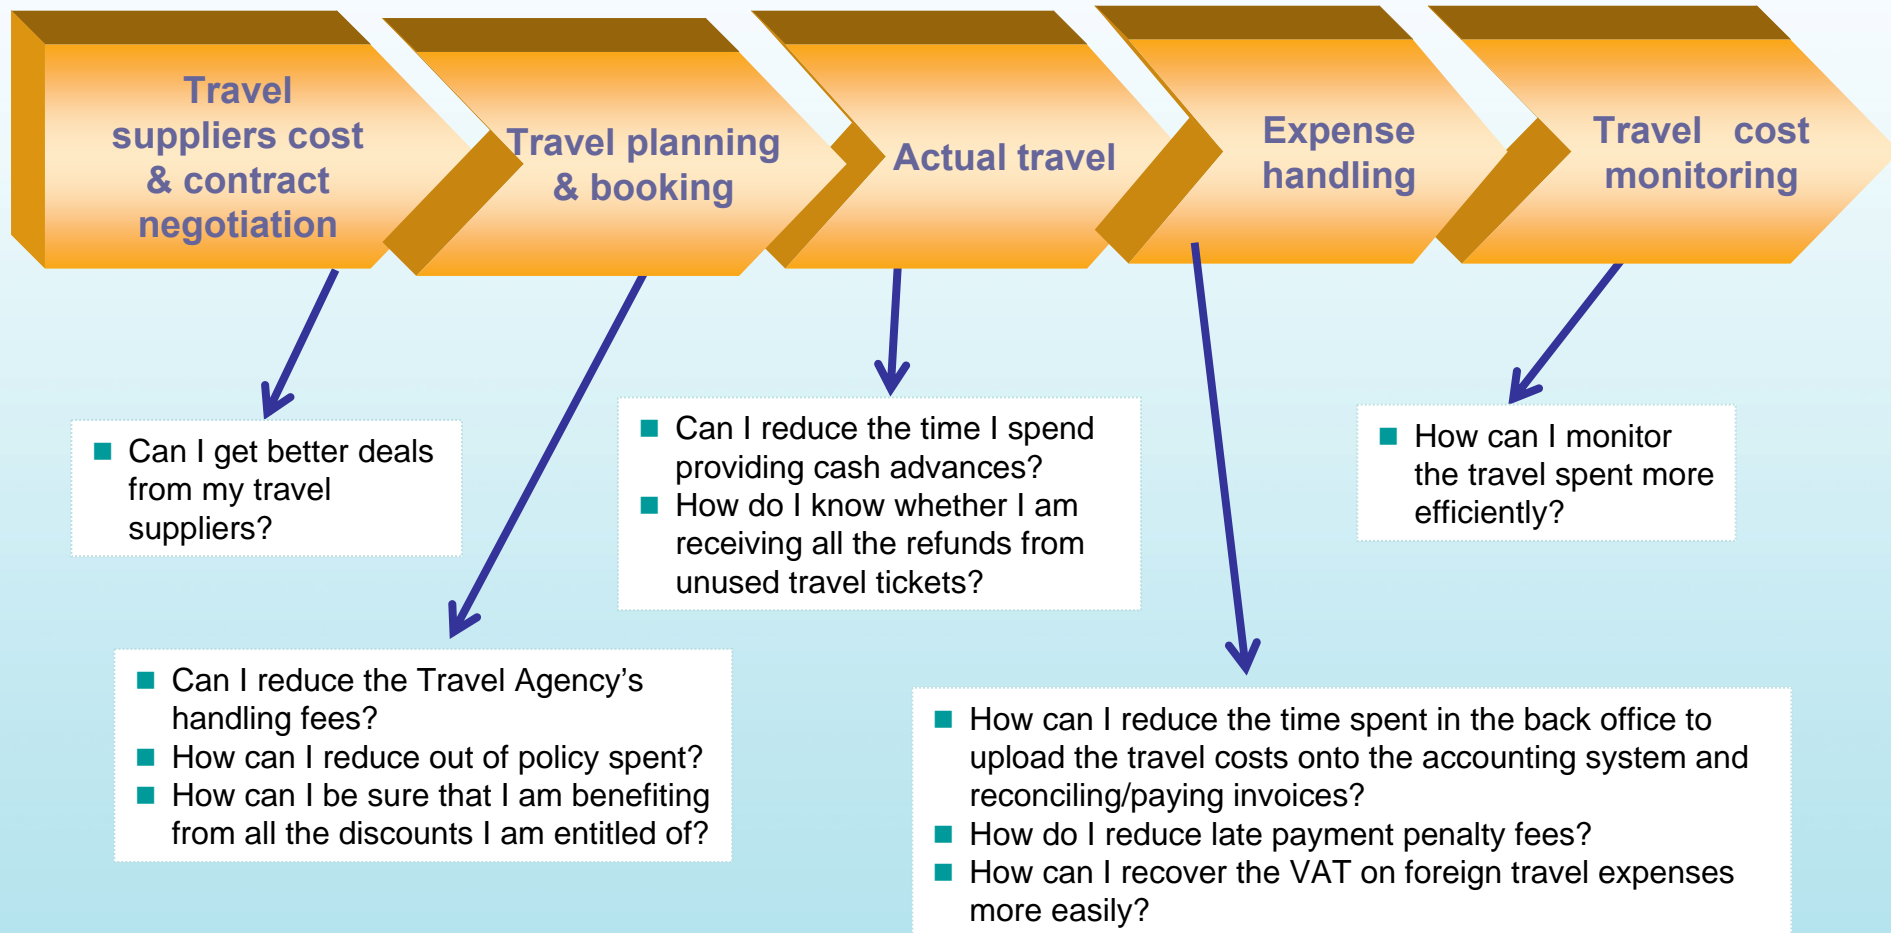 Travel
suppliers cost
& contract
negotiation
Travel planning
& booking
Actual travel
Expense
handling
Travel cost
monitoring
Can I get better deals
from my travel
suppliers?
Can I reduce the Travel Agency’s
handling fees?
How can I reduce out of policy spent?
How can I be sure that I am benefiting
from all the discounts I am entitled of?
Can I reduce the time I spend
providing cash advances?
How do I know whether I am
receiving all the refunds from
unused travel tickets?
How can I reduce the time spent in the back office to
upload the travel costs onto the accounting system and
reconciling/paying invoices?
How do I reduce late payment penalty fees?
How can I recover the VAT on foreign travel expenses
more easily?
How can I monitor
the travel spent more
efficiently?